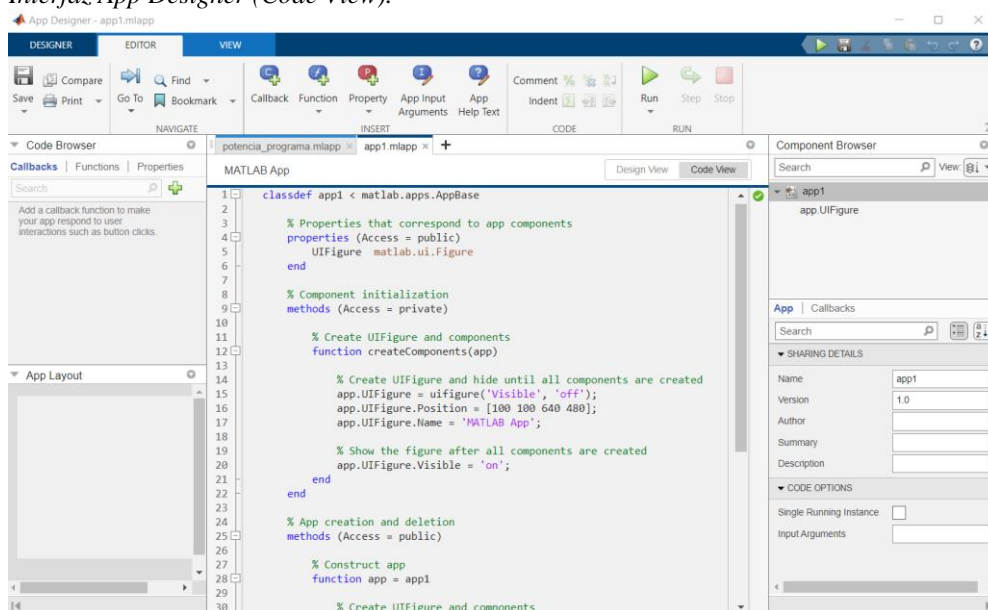 Interfaz App Designer (Code View).
App Designer - app1.mlapp
DESIGNER EDITOR VIEW
Save Compare Print Go To Find Bookmark Callback Function Property App Input Arguments App Help Text Comment Indent Run Step Stop
NAVIGATE INSERT CODE RUN
Code Browser
Callbacks | Functions | Properties
Search
Add a callback function to make
your app respond to user
interactions such as button clicks.
App Layout
potencia_programa.mlapp × app1.mlapp × +
MATLAB App Design View Code View
1 classdef app1 < matlab.apps.AppBase
2
3 % Properties that correspond to app components
4 properties (Access = public)
5 UIFigure matlab.ui.Figure
6 end
7
8 % Component initialization
9 methods (Access = private)
10
11 % Create UIFigure and components
12 function createComponents(app)
13
14 % Create UIFigure and hide until all components are created
15 app.UIFigure = uifigure('Visible', 'off');
16 app.UIFigure.Position = [100 100 640 480];
17 app.UIFigure.Name = 'MATLAB App';
18
19 % Show the figure after all components are created
20 app.UIFigure.Visible = 'on';
21 end
22 end
23
24 % App creation and deletion
25 methods (Access = public)
26
27 % Construct app
28 function app = app1
29
30 % Create UIFigure and components
Component Browser
Search View:
app1
app.UIFigure
App | Callbacks
Search
SHARING DETAILS
Name app1
Version 1.0
Author
Summary
Description
CODE OPTIONS
Single Running Instance
Input Arguments